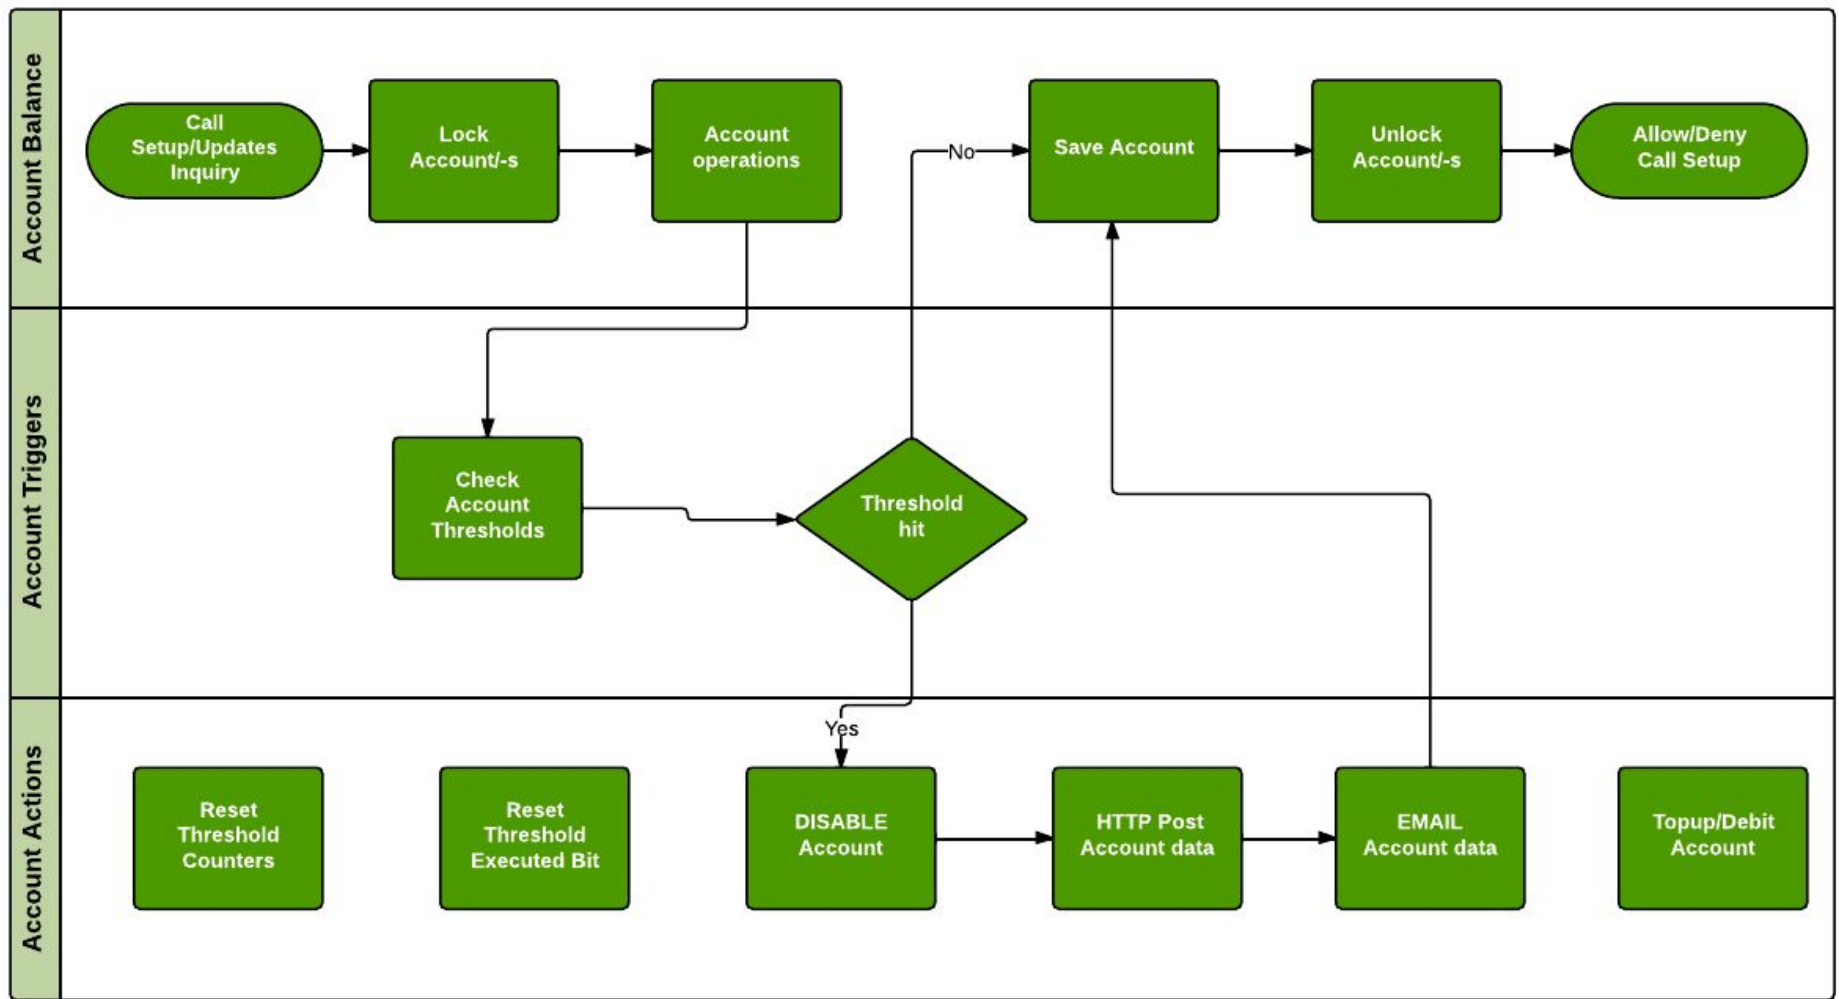 Account Balance
Call
Setup/Updates
Inquiry
Lock
Account/-s
Account
operations
No
Save Account
Unlock
Account/-s
Allow/Deny
Call Setup
Account Triggers
Check
Account
Thresholds
Threshold
hit
Account Actions
Yes
Reset
Threshold
Counters
Reset
Threshold
Executed Bit
DISABLE
Account
HTTP Post
Account data
EMAIL
Account data
Topup/Debit
Account